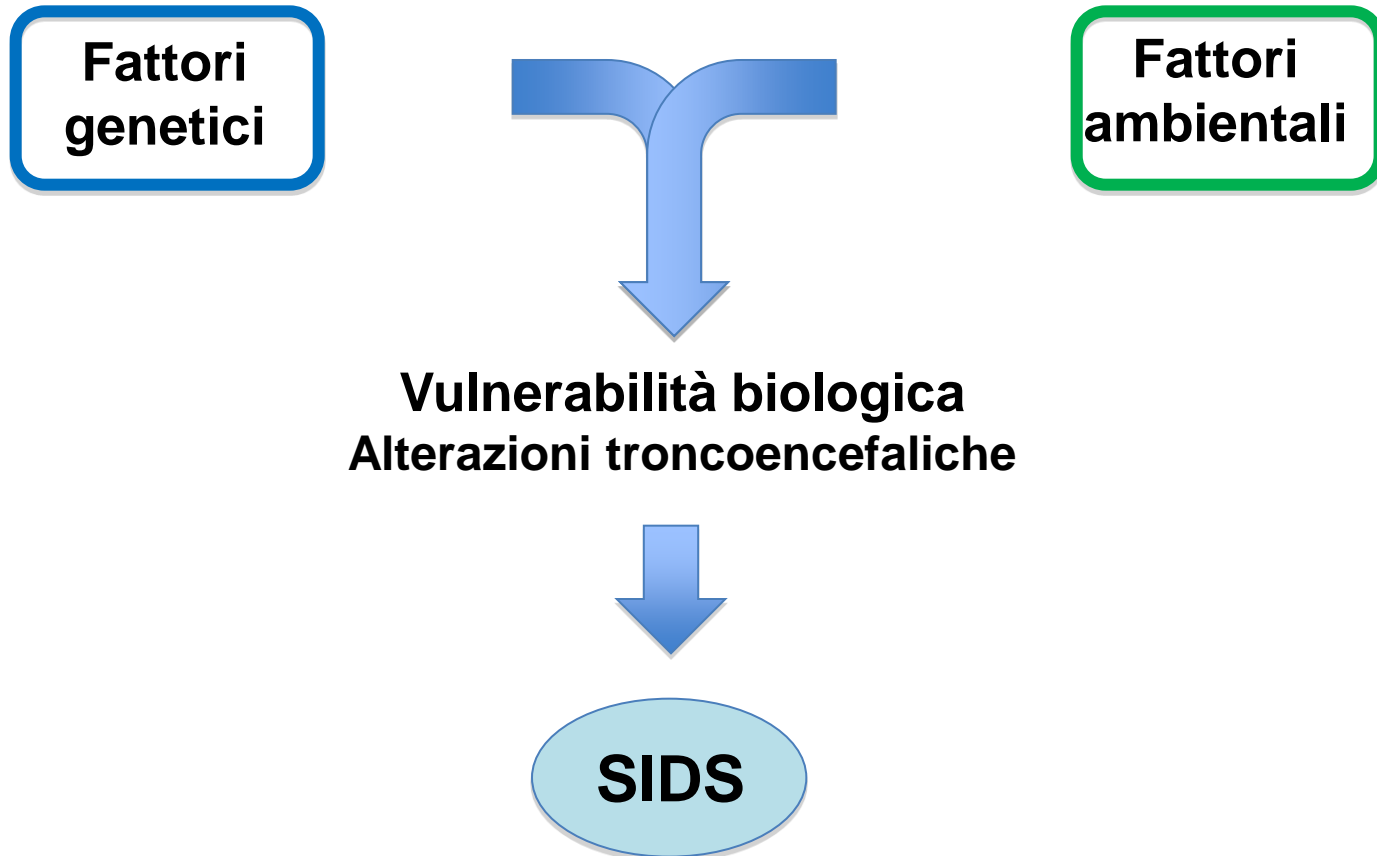 Fattori
genetici
Fattori
ambientali
Vulnerabilità biologica
Alterazioni troncoencefaliche
SIDS